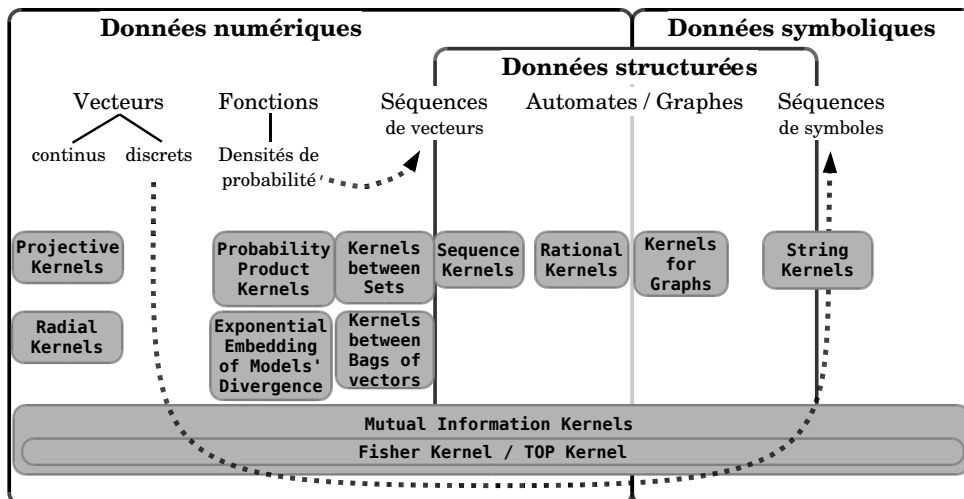 Données numériques
Données symboliques
Données structurées
Vecteurs
Fonctions
Séquences
de vecteurs
Automates / Graphes
Séquences
de symboles
continus
discrets
Densités de
probabilité
Projective
Kernels
Probability
Product
Kernels
Kernels
between
Sets
Sequence
Kernels
Rational
Kernels
Kernels
for
Graphs
String
Kernels
Radial
Kernels
Exponential
Embedding
of Models'
Divergence
Kernels
between
Bags of
vectors
Mutual Information Kernels
Fisher Kernel / TOP Kernel